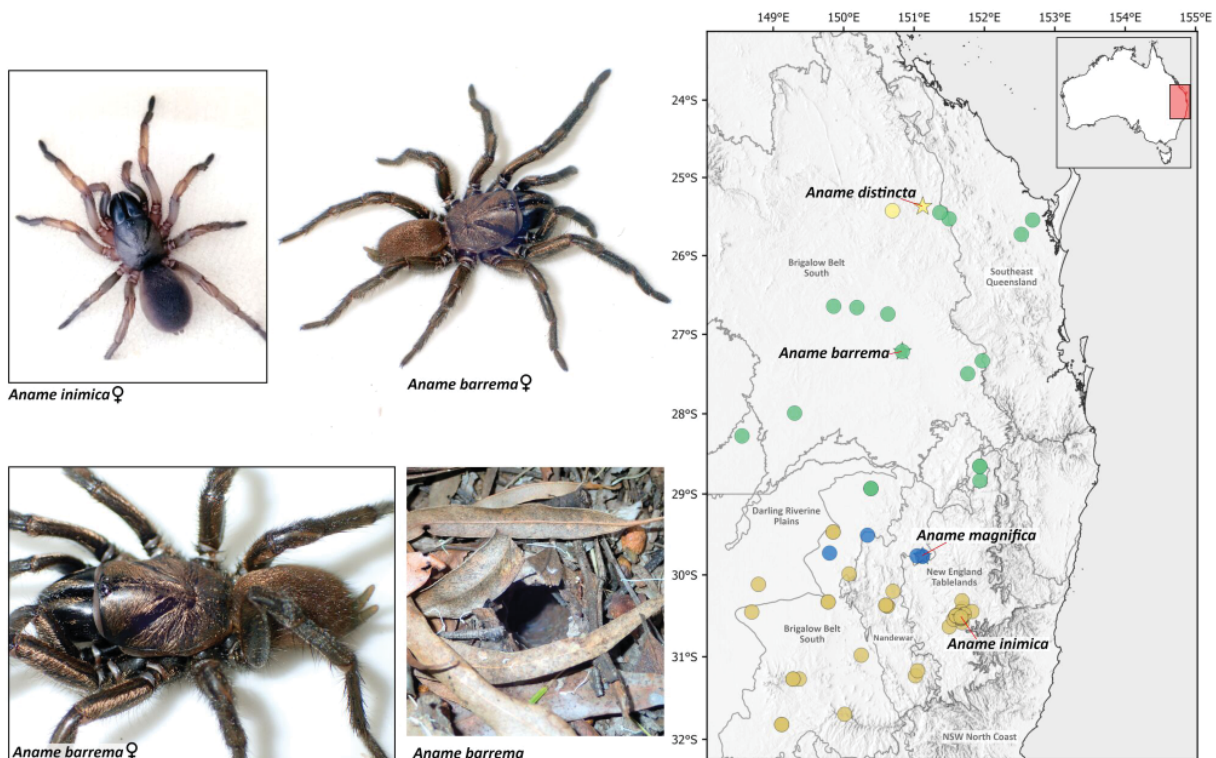 Aname inimica♀
Aname barrema♀
Aname barrema♀
Aname barrema
149°E 150°E 151°E 152°E 153°E 154°E 155°E
24°S
25°S
26°S
27°S
28°S
29°S
30°S
31°S
32°S
Aname distincta
Brigalow Belt
South
Southeast
Queensland
Aname barrema
Darling Riverine
Plains
Aname magnifica
New England
Tablelands
Brigalow Belt
South
Nandewar
Aname inimica
NSW North Coast